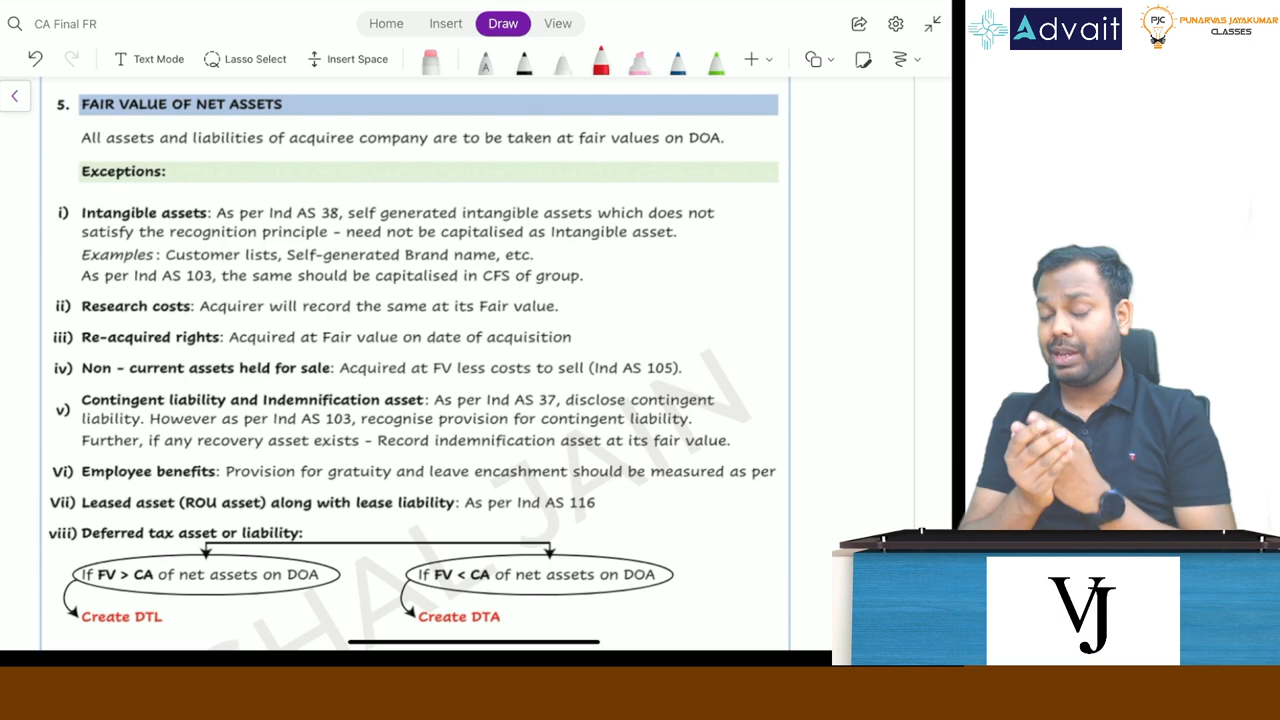 CA Final FR
Home Insert Draw View
Text Mode Lasso Select Insert Space
Advait
PJC PUNARVAS JAYAKUMAR CLASSES
5. FAIR VALUE OF NET ASSETS
All assets and liabilities of acquiree company are to be taken at fair values on DOA.
Exceptions:
i) Intangible assets: As per Ind AS 38, self generated intangible assets which does not
satisfy the recognition principle - need not be capitalised as Intangible asset.
Examples: Customer lists, Self-generated Brand name, etc.
As per Ind AS 103, the same should be capitalised in CFS of group.
ii) Research costs: Acquirer will record the same at its Fair value.
iii) Re-acquired rights: Acquired at Fair value on date of acquisition
iv) Non - current assets held for sale: Acquired at FV less costs to sell (Ind AS 105).
v) Contingent liability and Indemnification asset: As per Ind AS 37, disclose contingent
liability. However as per Ind AS 103, recognise provision for contingent liability.
Further, if any recovery asset exists - Record indemnification asset at its fair value.
Vi) Employee benefits: Provision for gratuity and leave encashment should be measured as per
Vii) Leased asset (ROU asset) along with lease liability: As per Ind AS 116
viii) Deferred tax asset or liability:
If FV > CA of net assets on DOA If FV < CA of net assets on DOA
Create DTL Create DTA
HAL JAIN
VJ